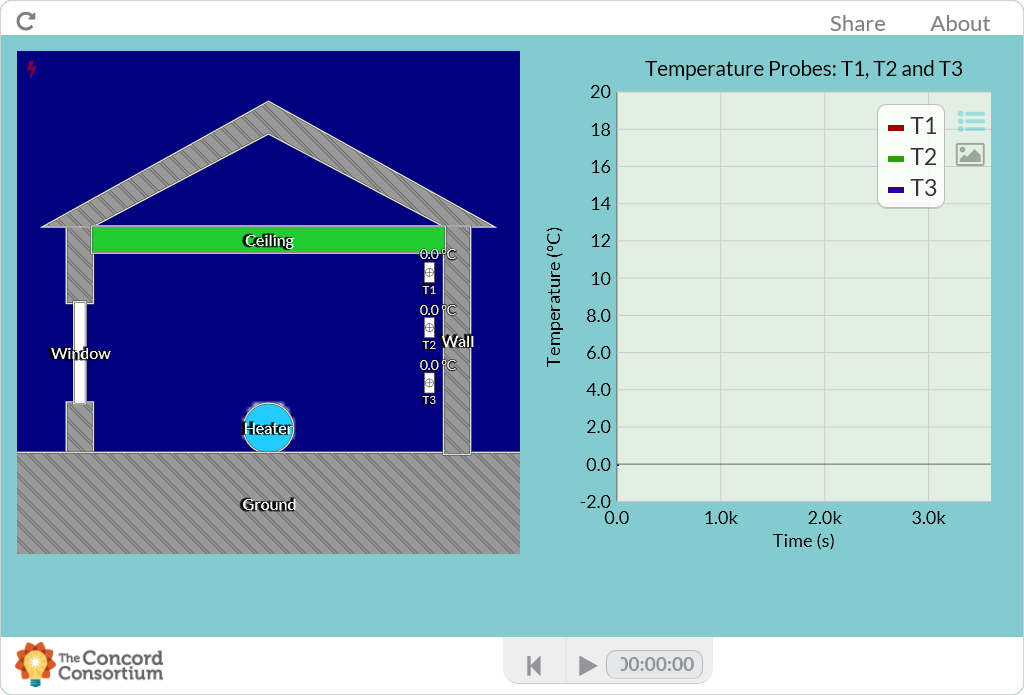 Share About
Temperature Probes: T1, T2 and T3
Ceiling
0.0 °C
T1
0.0 °C
T2
Wall
Window
0.0 °C
T3
Heater
Ground
20
18
16
14
12
10
8.0
6.0
4.0
2.0
0.0
-2.0
Temperature (°C)
T1
T2
T3
0.0 1.0k 2.0k 3.0k
Time (s)
The Concord
Consortium
00:00:00